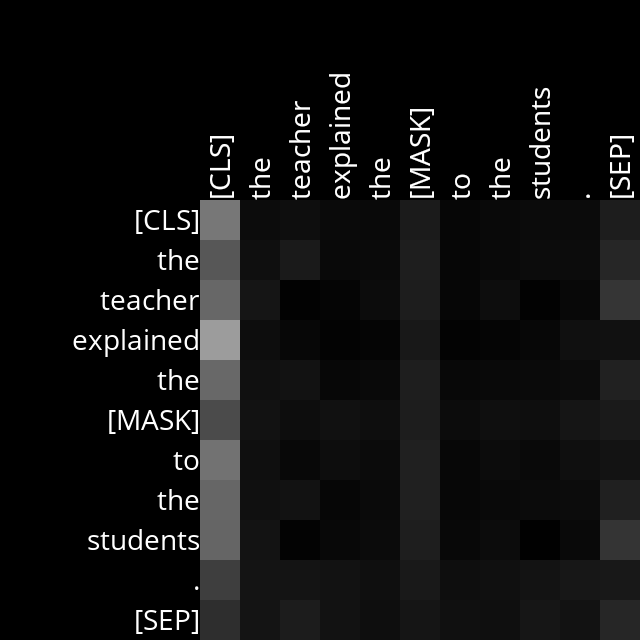 [CLS] the teacher explained the [MASK] to the students . [SEP]
[CLS]
the
teacher
explained
the
[MASK]
to
the
students
.
[SEP]